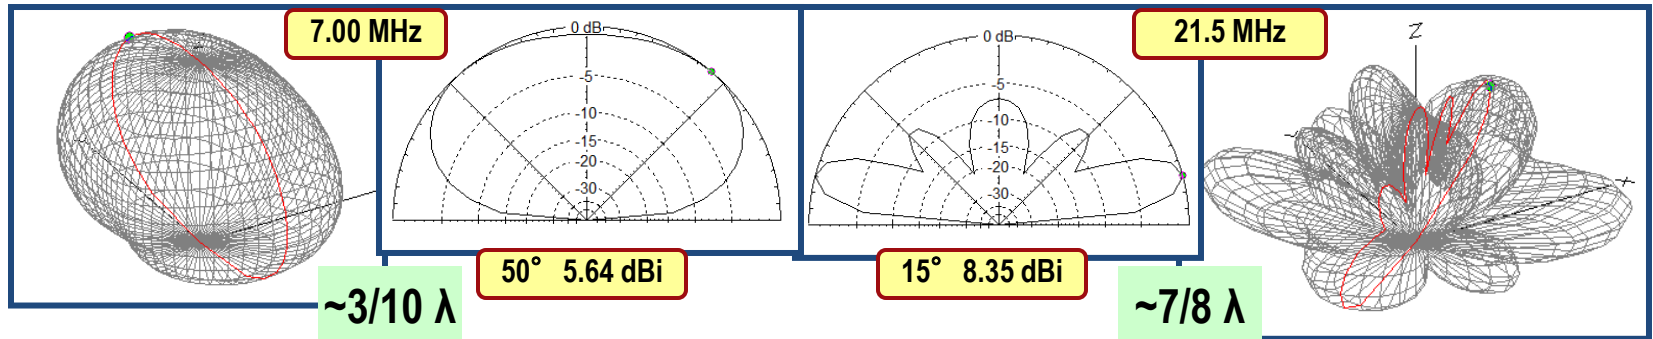 7.00 MHz
0 dB
-5
-10
-15
-20
-30
50° 5.64 dBi
~3/10 λ
0 dB
-5
-10
-15
20
30
15° 8.35 dBi
21.5 MHz
Z
X
~7/8 λ